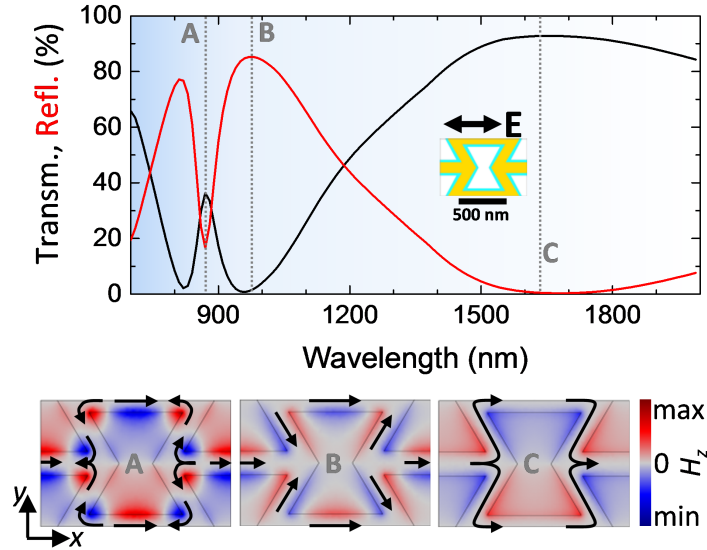 100
80
60
40
20
0
Transm., Refl. (%)
A
B
E
500 nm
C
900
1200
1500
1800
Wavelength (nm)
A
B
C
max
0
min
Hz
y
x